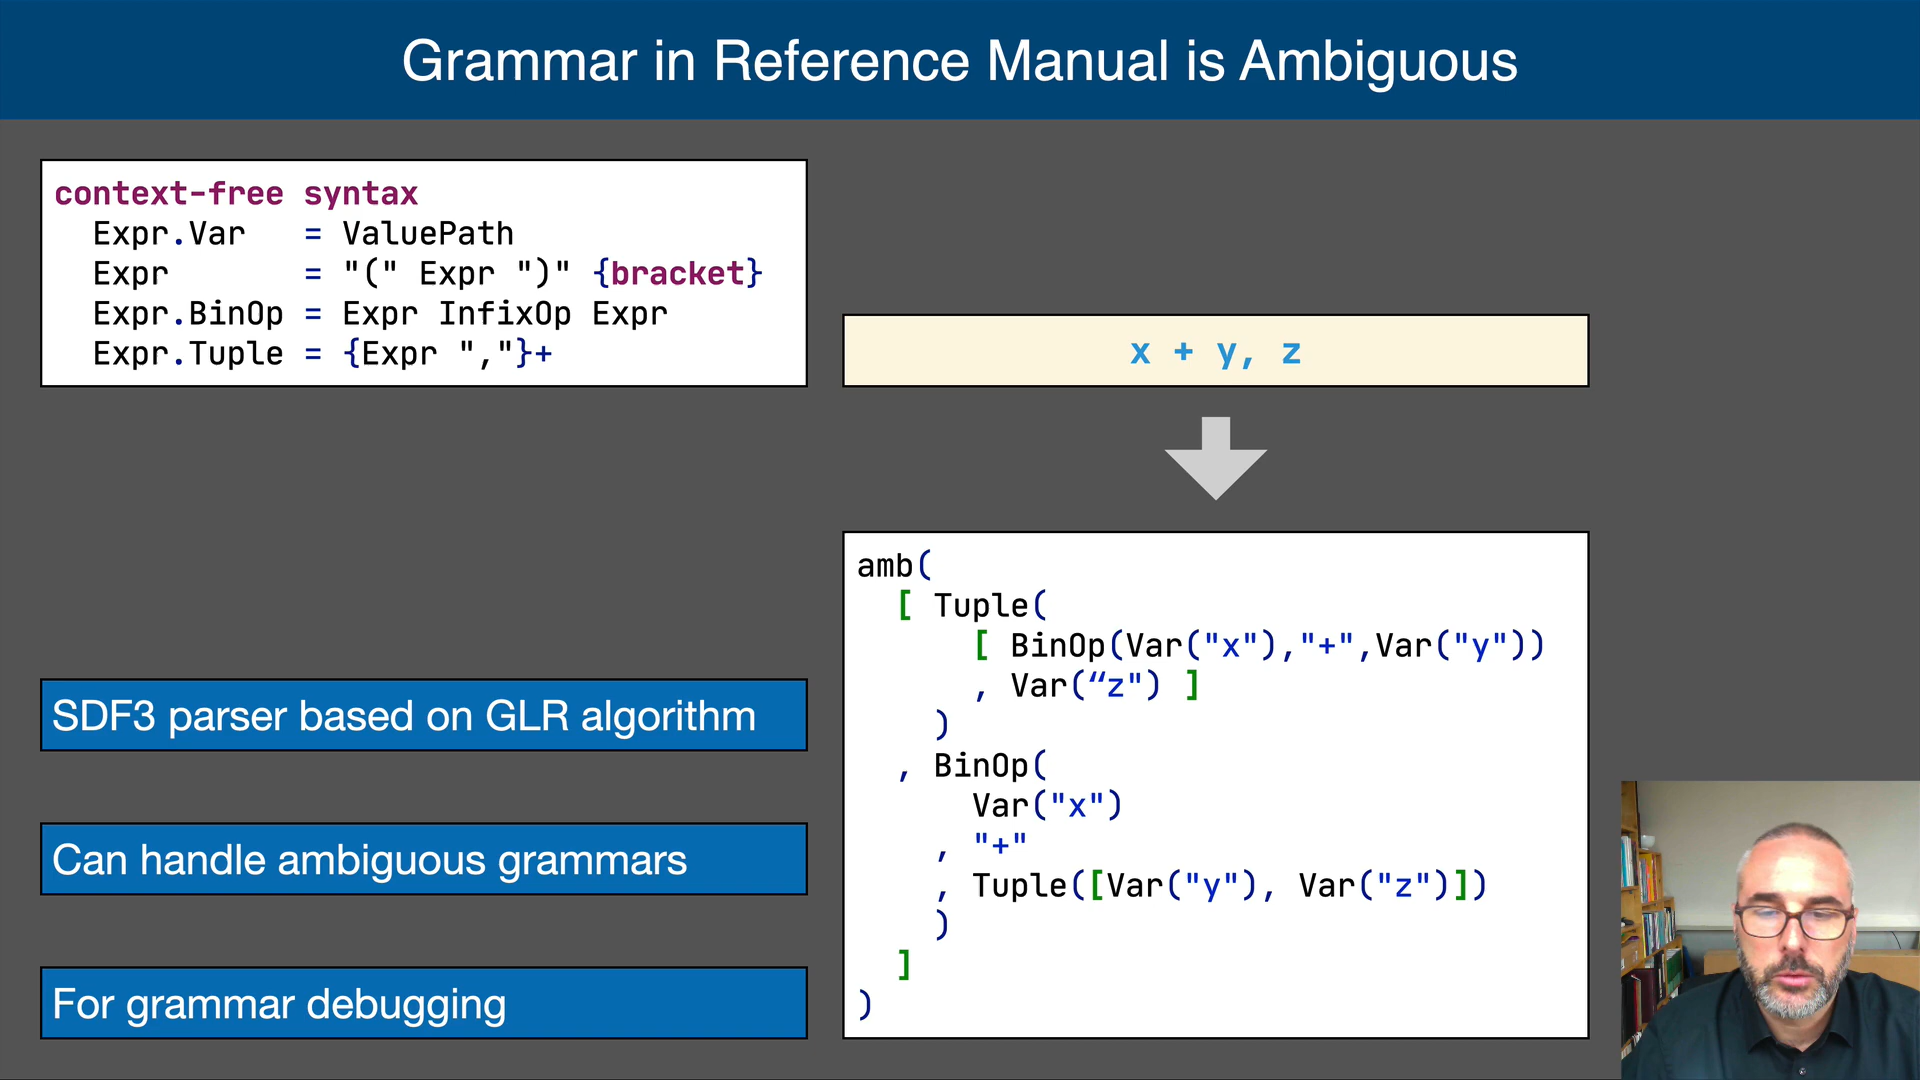 Grammar in Reference Manual is Ambiguous
context-free syntax
Expr.Var = ValuePath
Expr = "(" Expr ")" {bracket}
Expr.BinOp = Expr InfixOp Expr
Expr.Tuple = {Expr ","}+
x + y, z
amb(
[ Tuple(
[ BinOp(Var("x"),"+",Var("y"))
, Var(“z") ]
)
, BinOp(
Var("x")
, "+"
, Tuple([Var("y"), Var("z")])
)
]
)
SDF3 parser based on GLR algorithm
Can handle ambiguous grammars
For grammar debugging